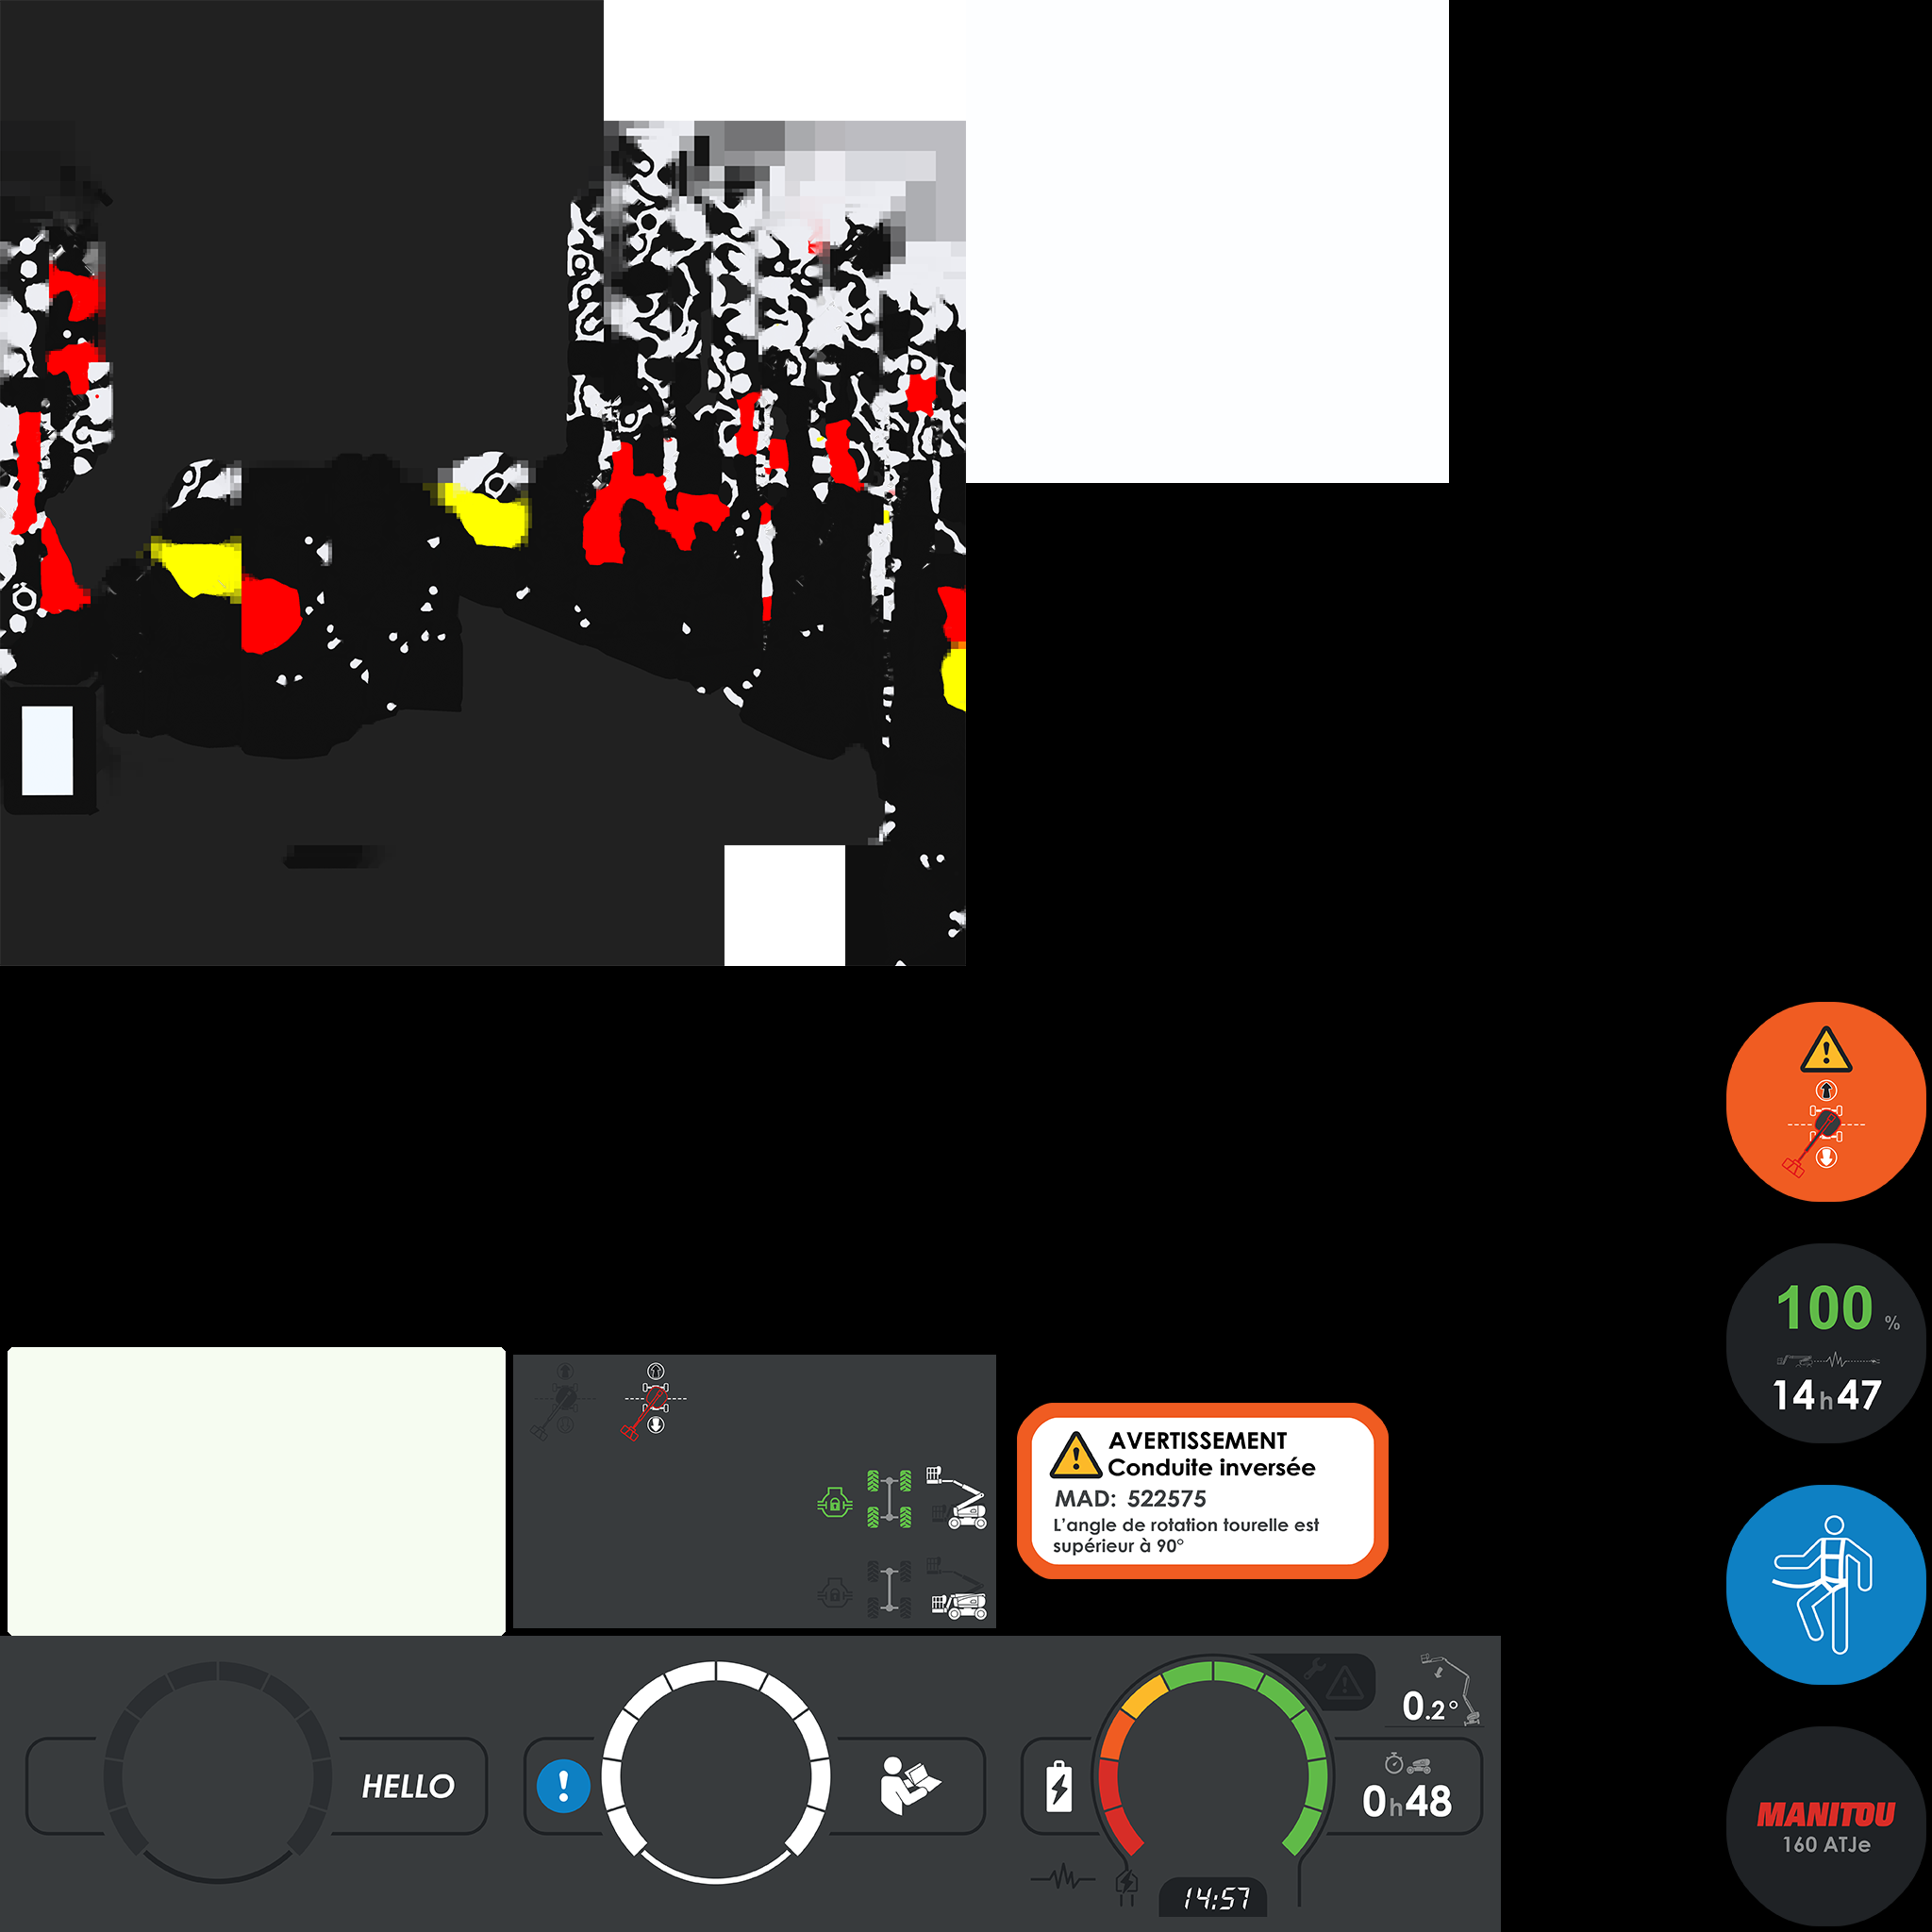 100 %
14h47
AVERTISSEMENT
Conduite inversée
MAD: 522575
L'angle de rotation tourelle est
supérieur à 90°
HELLO
0.2°
0h48
14:57
MANITOU
160 ATJe